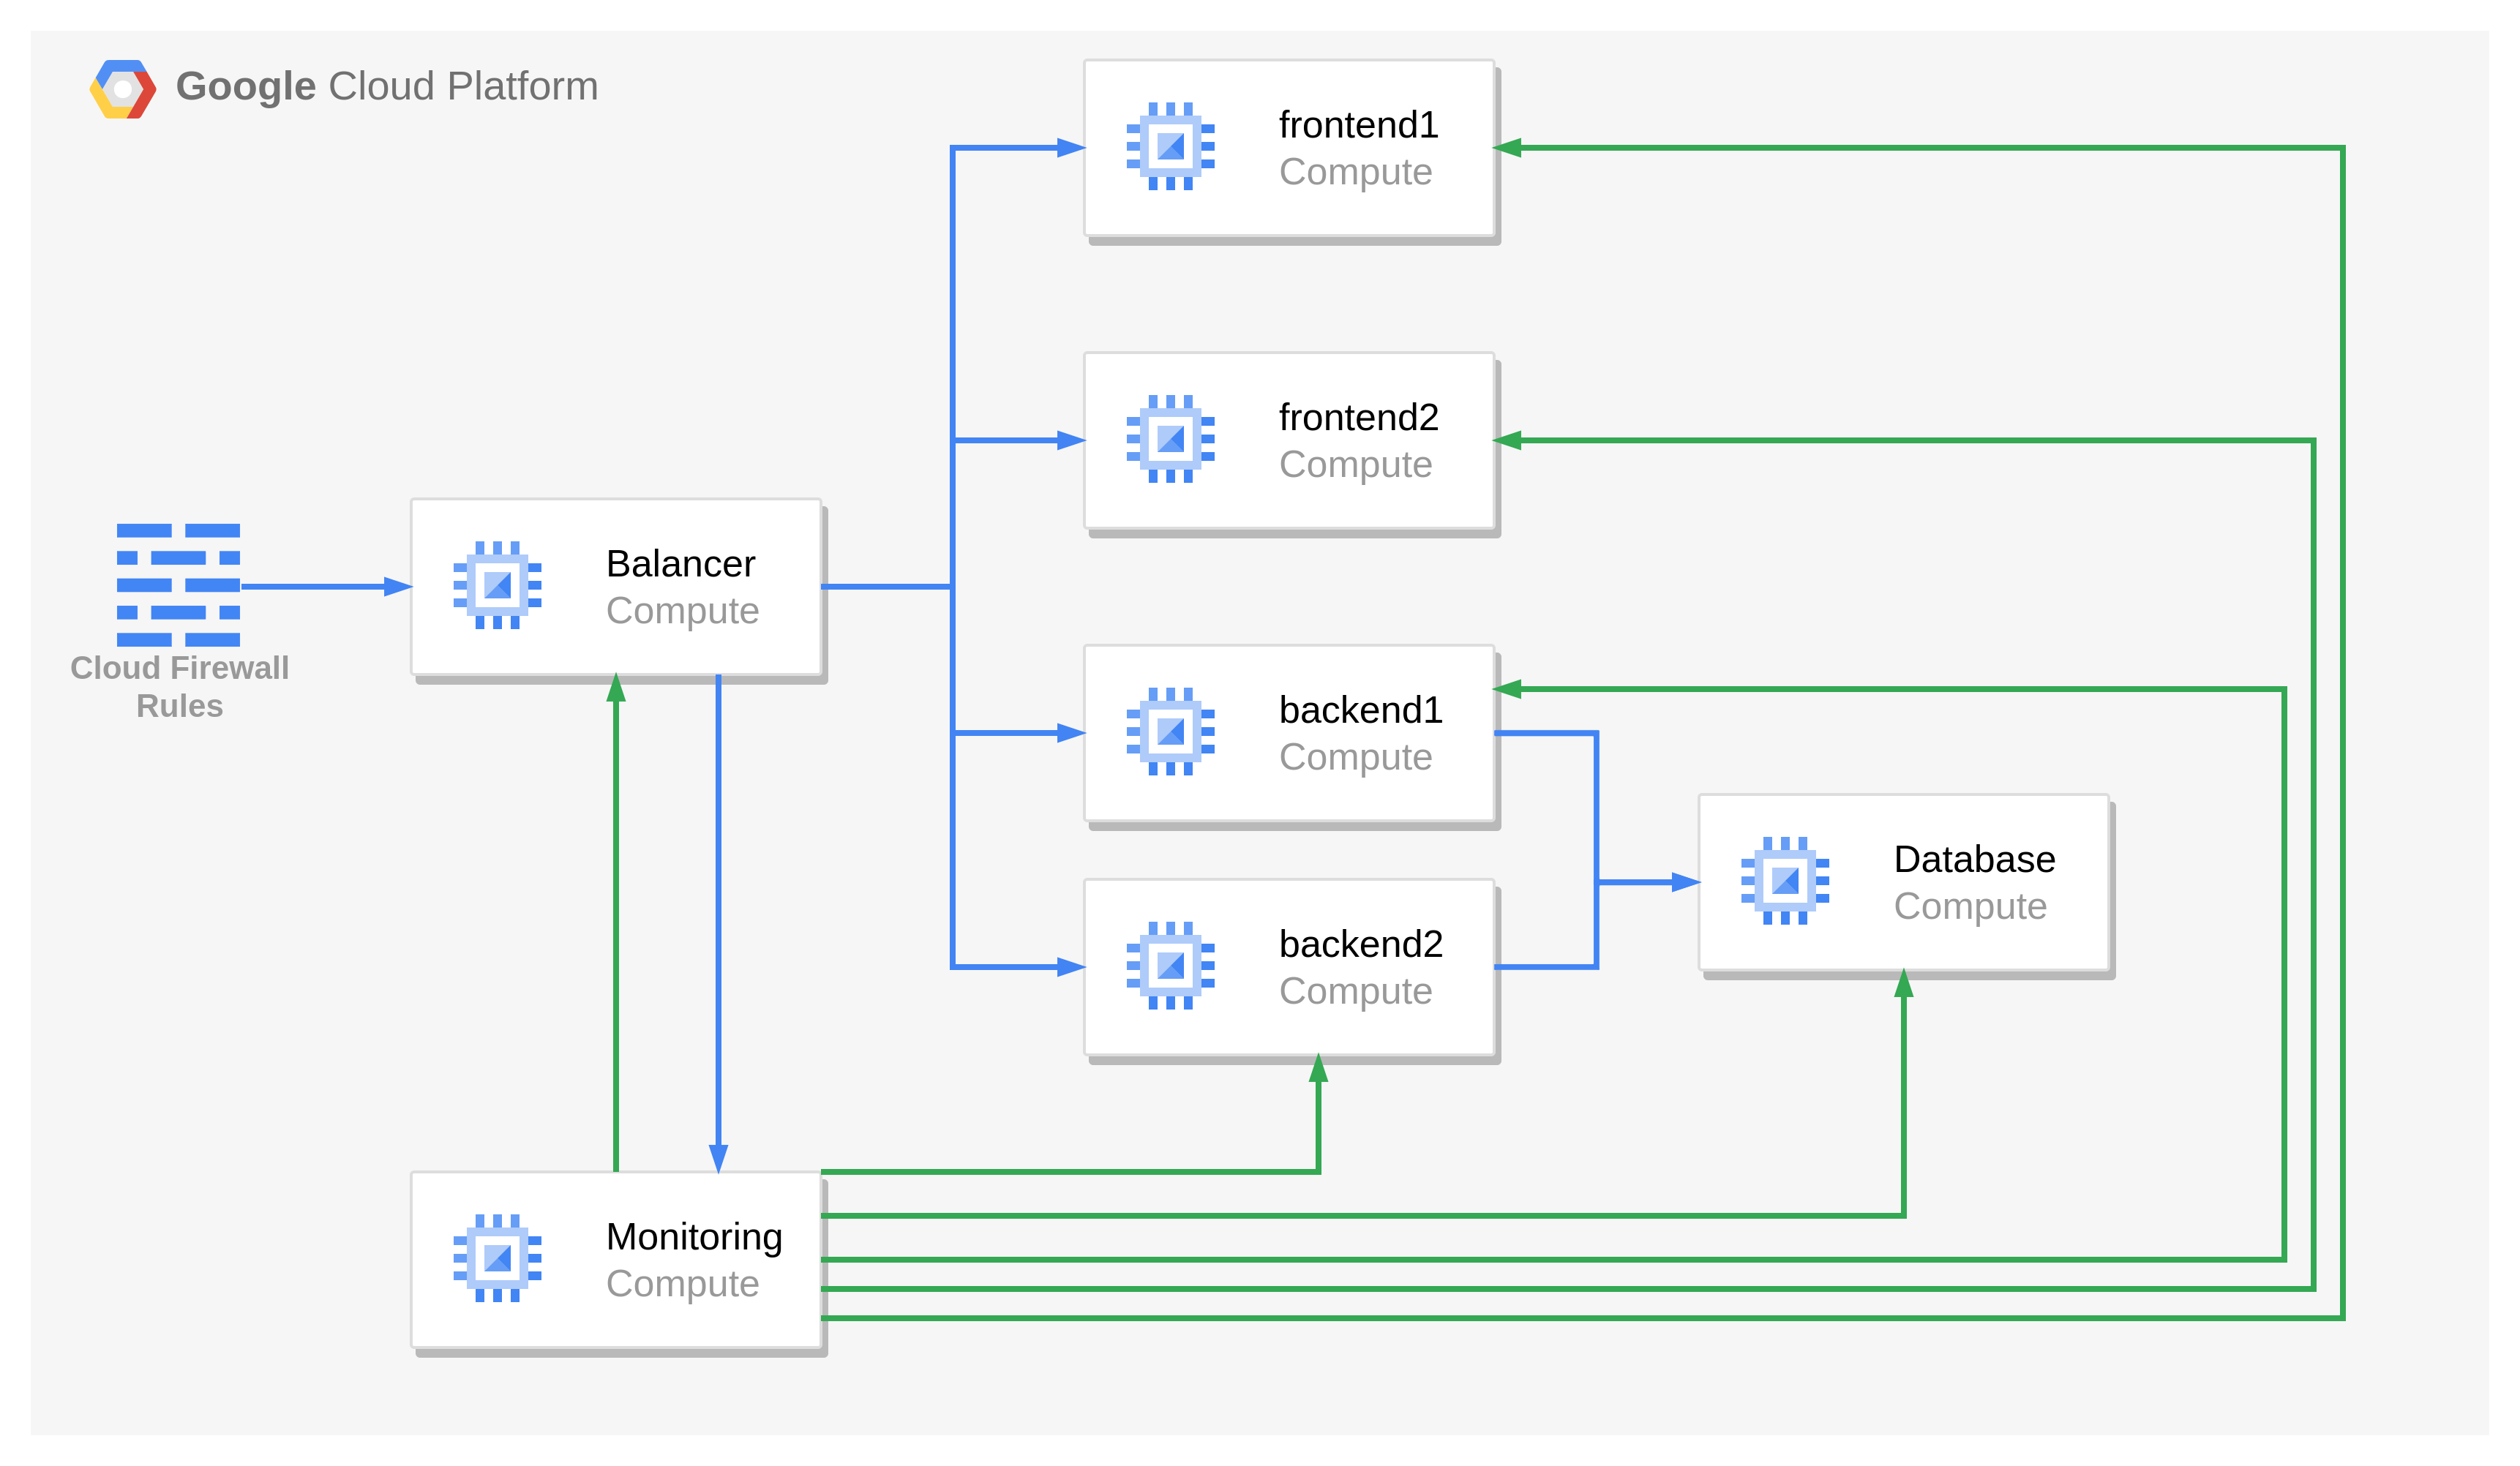 Google Cloud Platform
frontend1
Compute
frontend2
Compute
Balancer
Compute
Cloud Firewall
Rules
backend1
Compute
Database
Compute
backend2
Compute
Monitoring
Compute